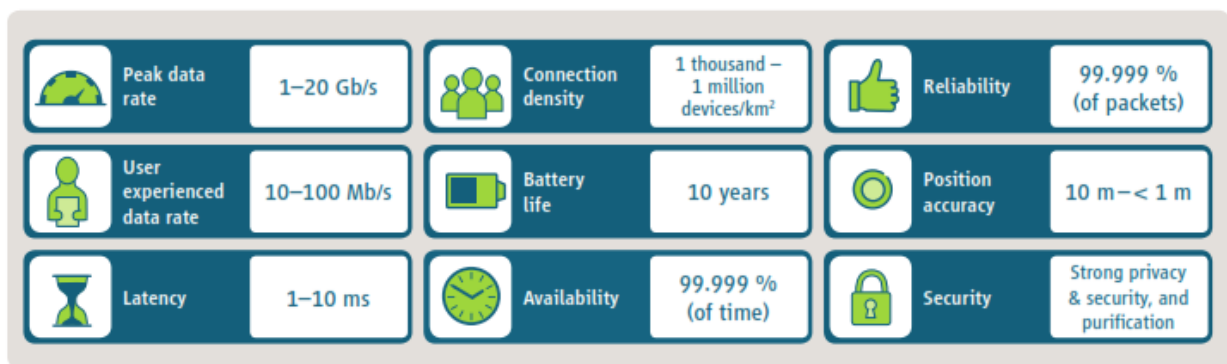 Peak data
rate
1–20 Gb/s
Connection
density
1 thousand –
1 million
devices/km²
Reliability
99.999 %
(of packets)
User
experienced
data rate
10–100 Mb/s
Battery
life
10 years
Position
accuracy
10 m–< 1 m
Latency
1–10 ms
Availability
99.999 %
(of time)
Security
Strong privacy
& security, and
purification